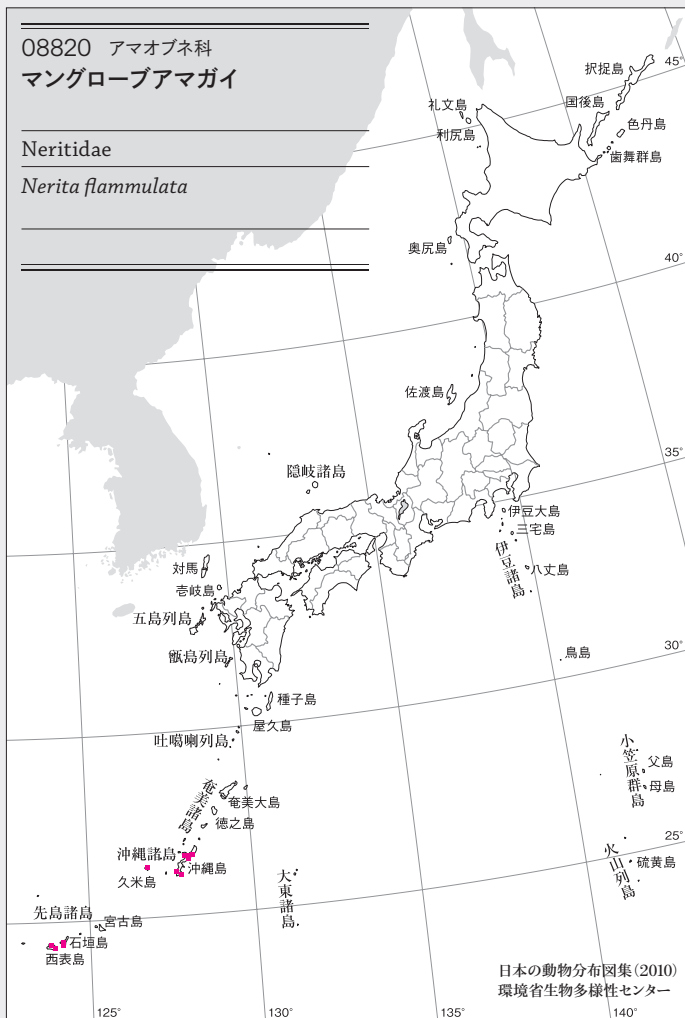 08820 アマオブネ科
マングローブアマガイ
Neritidae
Nerita flammulata
45°
択捉島
国後島
礼文島
色丹島
利尻島
歯舞群島
奥尻島
40°
佐渡島
35°
隠岐諸島
伊豆大島
三宅島
伊豆諸島
八丈島
対馬
壱岐島
五島列島
甑島列島
鳥島
30°
種子島
屋久島
吐噶喇列島
小笠原群島
父島
母島
奄美諸島
奄美大島
徳之島
25°
沖縄諸島
沖縄島
久米島
大東諸島
火山列島
硫黄島
先島諸島
宮古島
石垣島
西表島
日本の動物分布図集(2010)
環境省生物多様性センター
125°
130°
135°
140°